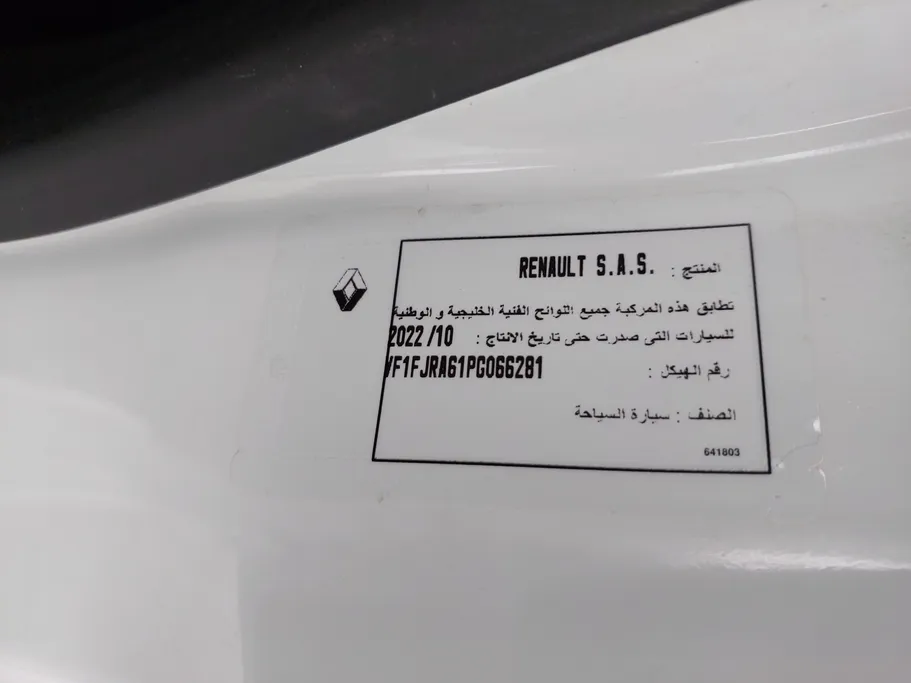 المنتج : RENAULT S.A.S.
تطابق هذه المركبة جميع اللوائح الفنية الخليجية و الوطنية
للسيارات التى صدرت حتى تاريخ الانتاج : 2022/10
رقم الهيكل : VF1FJRA61PG066281
الصنف : سيارة السياحة
641803